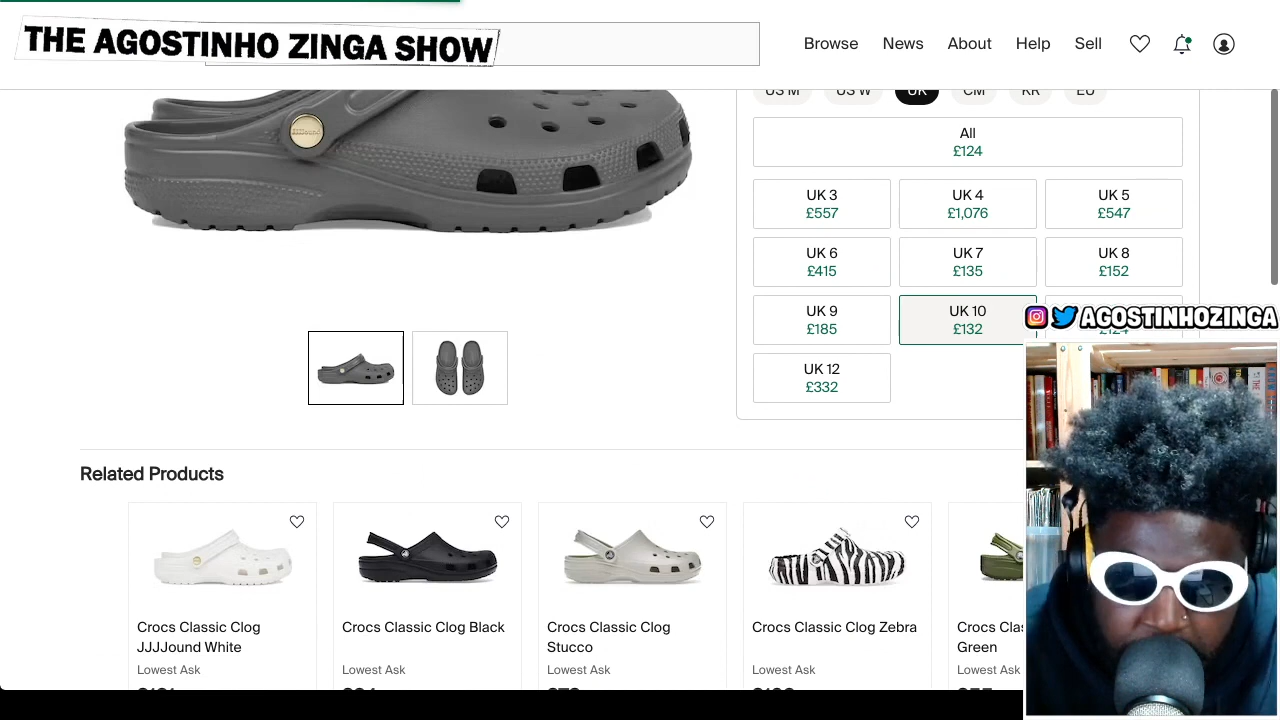 THE AGOSTINHO ZINGA SHOW
Browse News About Help Sell
US M US W UK CM KR EU
All
£124
UK 3 UK 4 UK 5
£557 £1,076 £547
UK 6 UK 7 UK 8
£415 £135 £152
UK 9 UK 10
£185 £132 £124
AGOSTINHOZINGA
UK 12
£332
Related Products
Crocs Classic Clog Crocs Classic Clog Black Crocs Classic Clog Crocs Classic Clog Zebra
JJJJound White Stucco Green
Lowest Ask Lowest Ask Lowest Ask Lowest Ask Lowest Ask